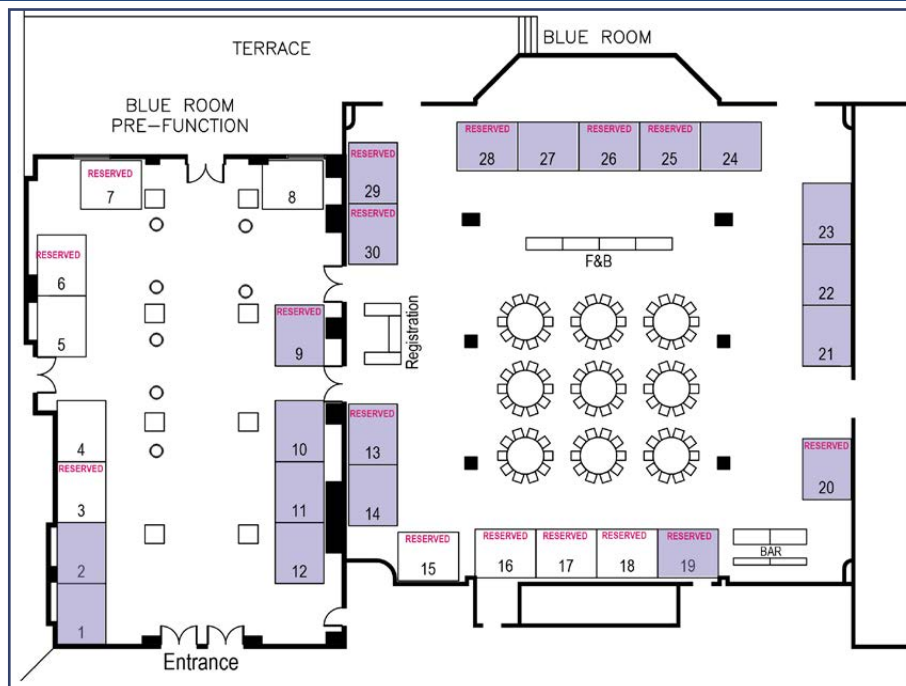 TERRACE
BLUE ROOM
BLUE ROOM
PRE-FUNCTION
RESERVED
7
8
RESERVED
29
RESERVED
30
RESERVED
28
27
RESERVED
26
RESERVED
25
24
RESERVED
6
5
RESERVED
9
Registration
F&B
23
22
21
4
RESERVED
3
2
1
10
11
12
RESERVED
13
14
RESERVED
15
RESERVED
16
RESERVED
17
RESERVED
18
RESERVED
19
BAR
RESERVED
20
Entrance